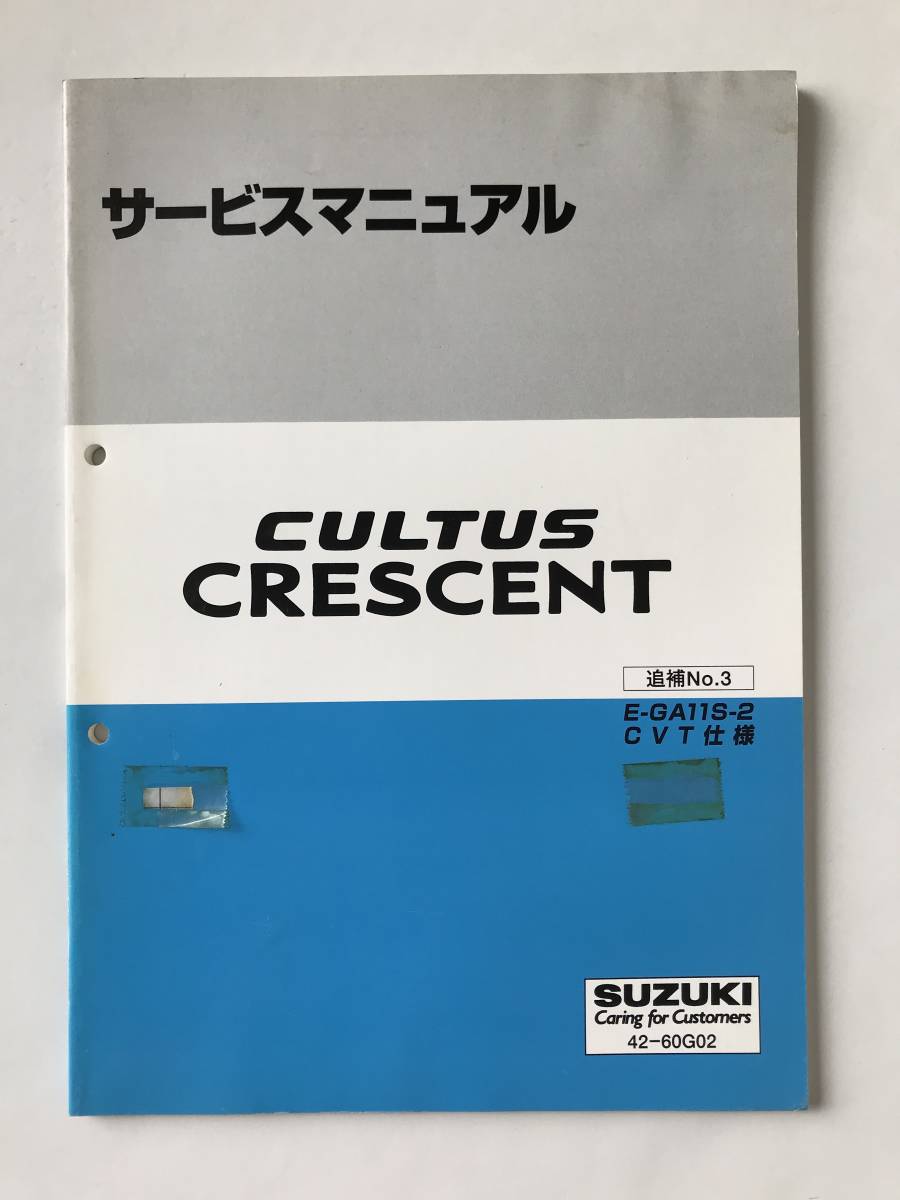 サービスマニュアル
CULTUS
CRESCENT
追補No.3
E-GA11S-2
CVT仕様
SUZUKI
Caring for Customers
42-60G02